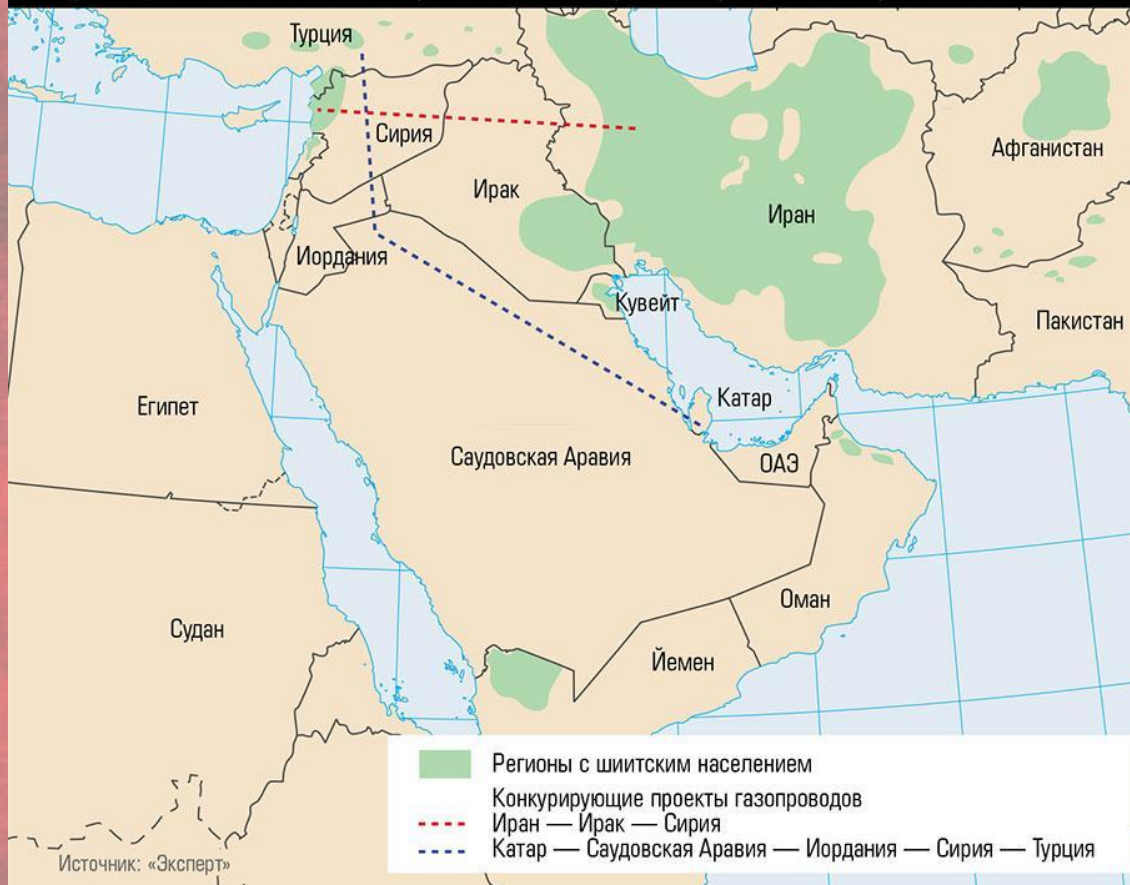 Турция
Сирия
Афганистан
Ирак
Иран
Иордания
Кувейт
Пакистан
Катар
Египет
Саудовская Аравия
ОАЭ
Оман
Судан
Йемен
Регионы с шиитским населением
Конкурирующие проекты газопроводов
Иран — Ирак — Сирия
Катар — Саудовская Аравия — Иордания — Сирия — Турция
Источник: «Эксперт»